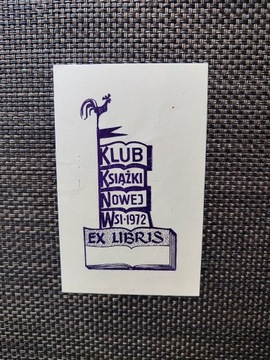 KLUB
KSIĄŻKI
NOWEJ
WSI-1972
EX LIBRIS